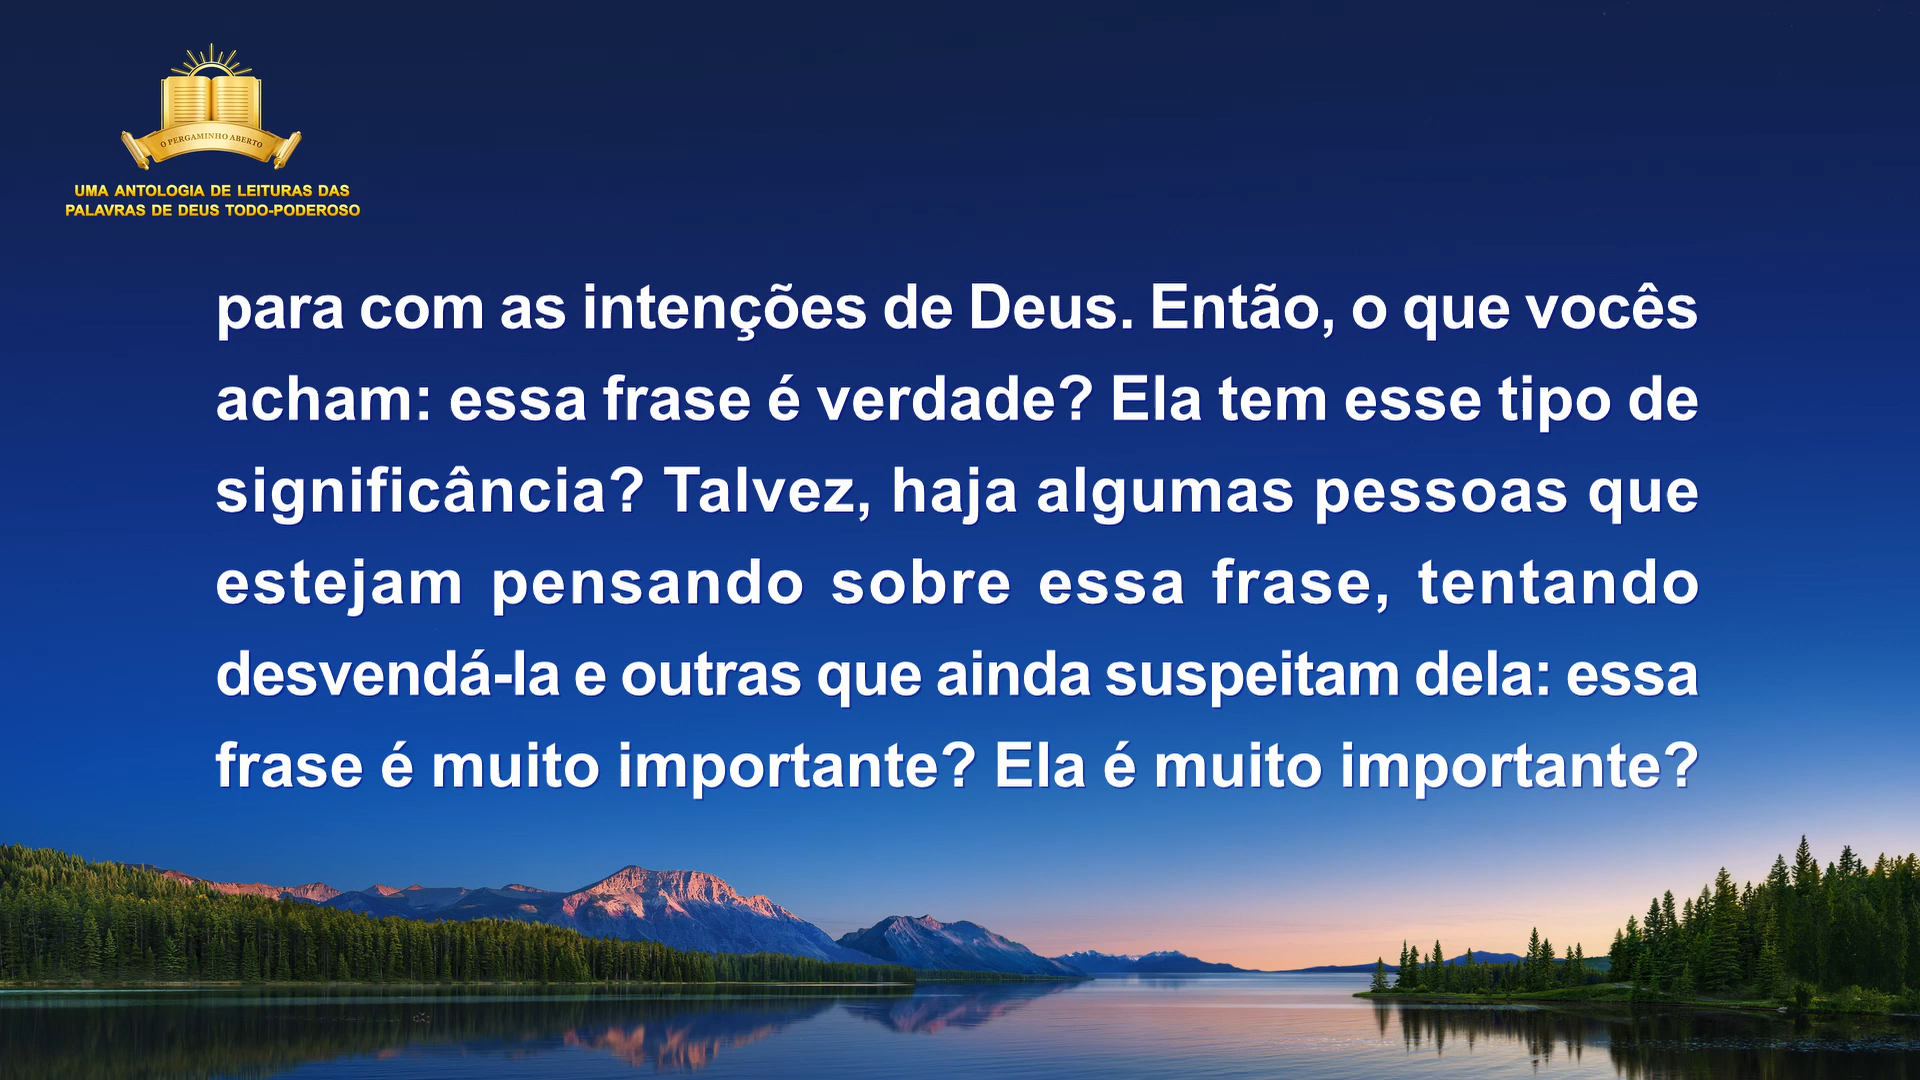 O PERGAMINHO ABERTO
UMA ANTOLOGIA DE LEITURAS DAS
PALAVRAS DE DEUS TODO-PODEROSO
para com as intenções de Deus. Então, o que vocês
acham: essa frase é verdade? Ela tem esse tipo de
significância? Talvez, haja algumas pessoas que
estejam pensando sobre essa frase, tentando
desvendá-la e outras que ainda suspeitam dela: essa
frase é muito importante? Ela é muito importante?